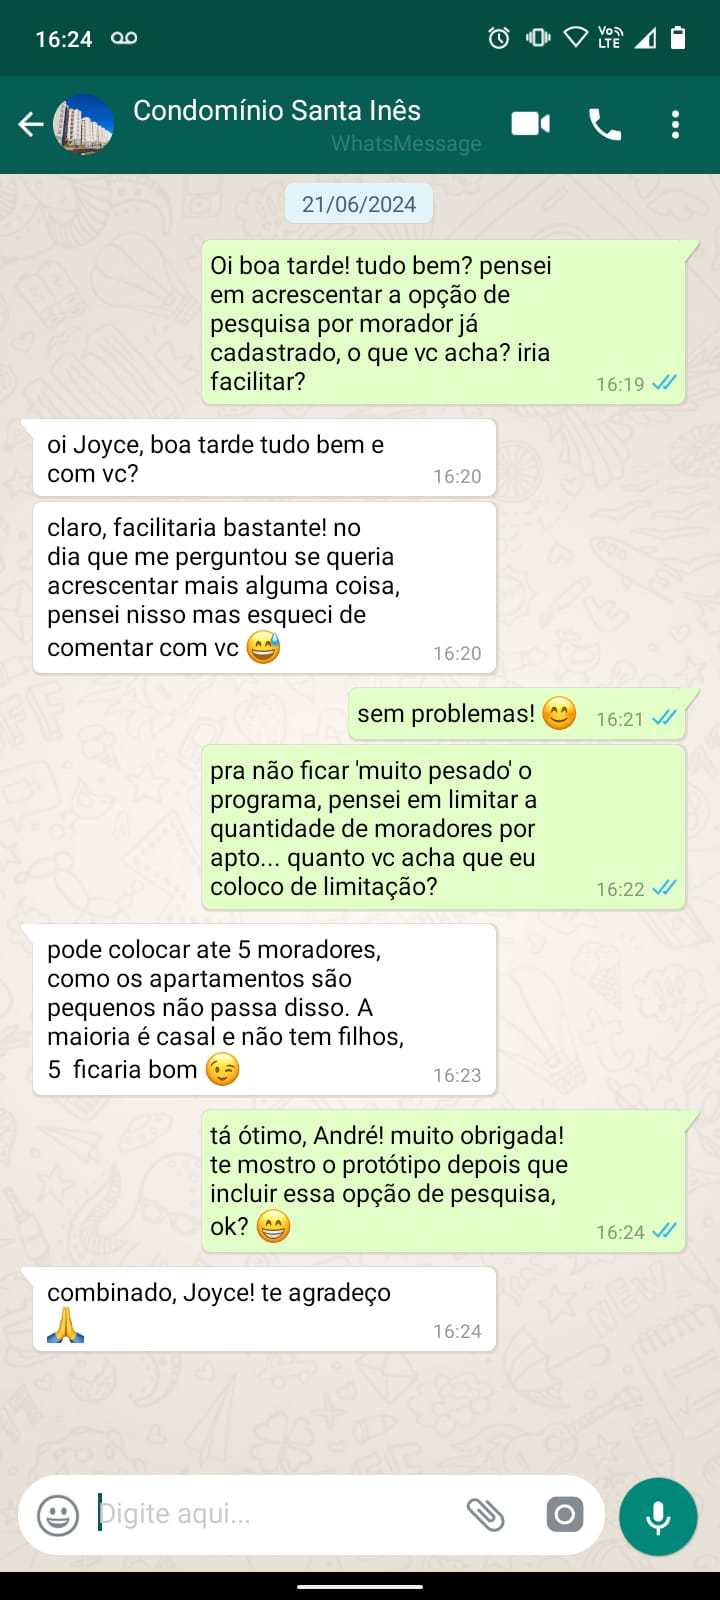 16:24
Vo))
LTE
Condomínio Santa Inês
WhatsMessage
21/06/2024
Oi boa tarde! tudo bem? pensei
em acrescentar a opção de
pesquisa por morador já
cadastrado, o que vc acha? iria
facilitar?
16:19
oi Joyce, boa tarde tudo bem e
com vc?
16:20
claro, facilitaria bastante! no
dia que me perguntou se queria
acrescentar mais alguma coisa,
pensei nisso mas esqueci de
comentar com vc 😅
16:20
sem problemas! 😊
16:21
pra não ficar 'muito pesado' o
programa, pensei em limitar a
quantidade de moradores por
apto... quanto vc acha que eu
coloco de limitação?
16:22
pode colocar ate 5 moradores,
como os apartamentos são
pequenos não passa disso. A
maioria é casal e não tem filhos,
5 ficaria bom 😉
16:23
tá ótimo, André! muito obrigada!
te mostro o protótipo depois que
incluir essa opção de pesquisa,
ok? 😁
16:24
combinado, Joyce! te agradeço
🙏
16:24
Digite aqui...